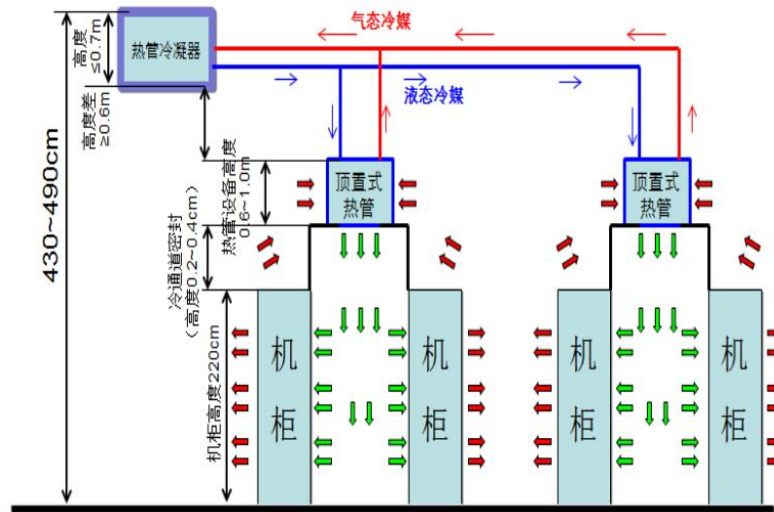 气态冷媒
热管冷凝器
液态冷媒
高度
≤0.7m
高度差
≥0.6m
430~490cm
热管设备高度
0.6~1.0m
顶置式
热管
顶置式
热管
冷通道密封
（高度0.2~0.4cm）
机柜高度220cm
机
柜
机
柜
机
柜
机
柜